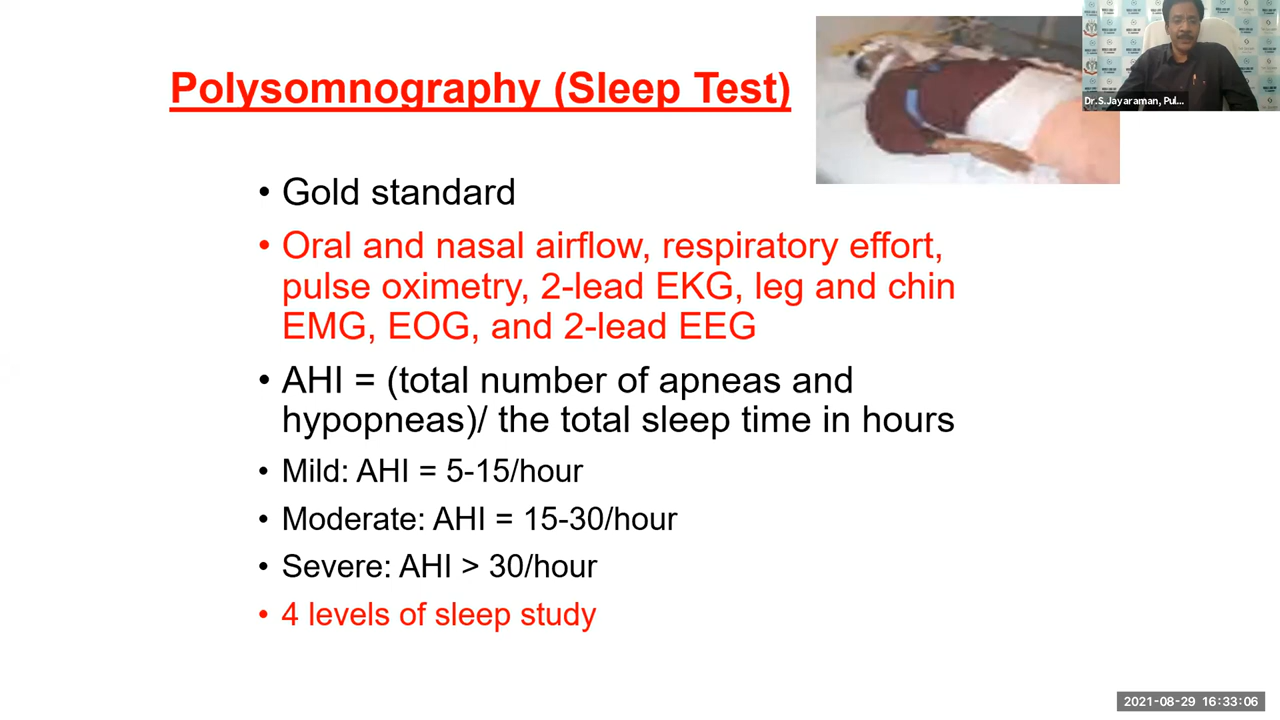 Polysomnography (Sleep Test)
Dr.S.Jayaraman, Pul...
• Gold standard
• Oral and nasal airflow, respiratory effort,
pulse oximetry, 2-lead EKG, leg and chin
EMG, EOG, and 2-lead EEG
• AHI = (total number of apneas and
hypopneas)/ the total sleep time in hours
• Mild: AHI = 5-15/hour
• Moderate: AHI = 15-30/hour
• Severe: AHI > 30/hour
• 4 levels of sleep study
2021-08-29 16:33:06